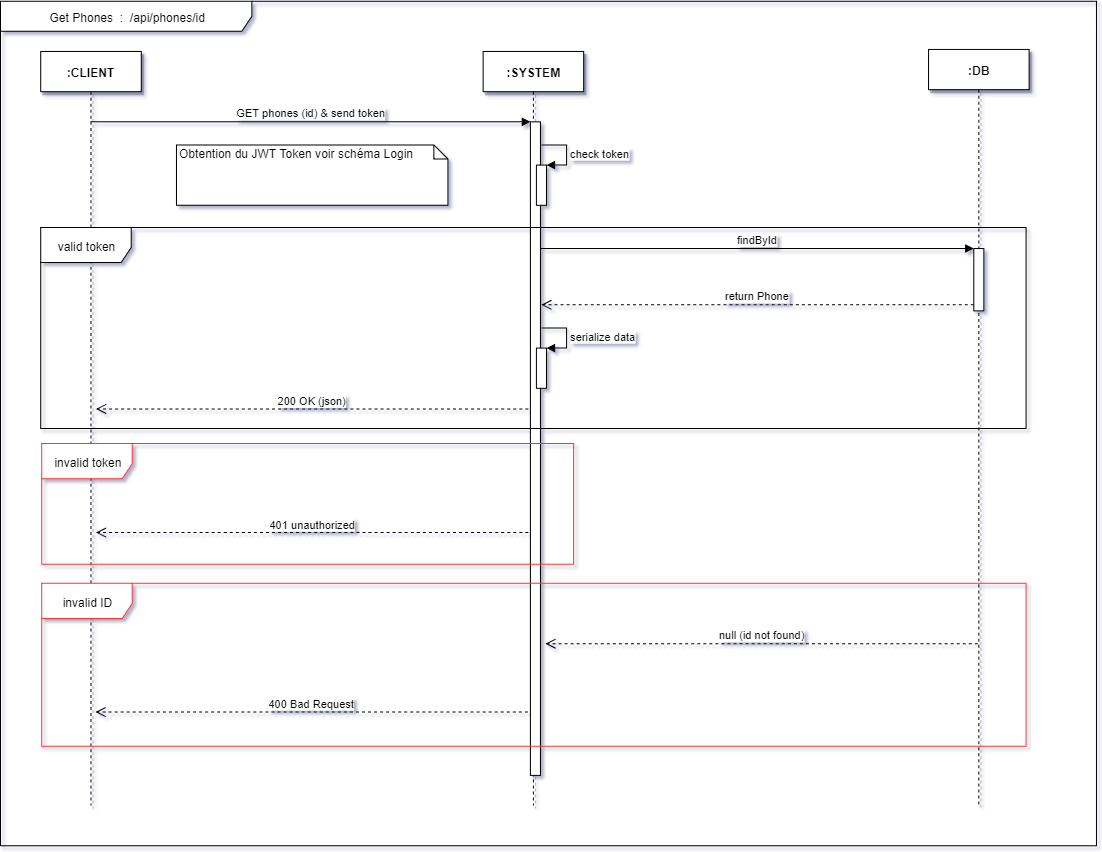 Get Phones : /api/phones/id
:CLIENT
:SYSTEM
:DB
GET phones (id) & send token
Obtention du JWT Token voir schéma Login
check token
valid token
findById
return Phone
serialize data
200 OK (json)
invalid token
401 unauthorized
invalid ID
null (id not found)
400 Bad Request